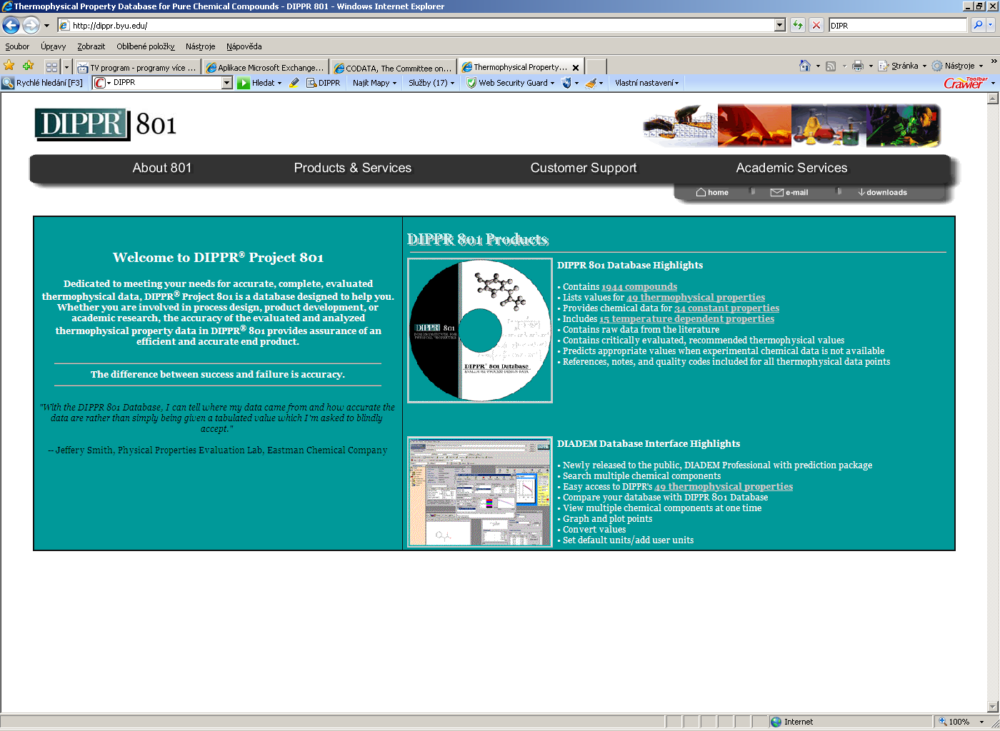 Thermophysical Property Database for Pure Chemical Compounds - DIPPR 801 - Windows Internet Explorer
http://dippr.byu.edu/
DIPR
Soubor Úpravy Zobrazit Oblíbené položky Nástroje Nápověda
TV program - programy více ...
Aplikace Microsoft Exchange...
CODATA, The Committee on...
Thermophysical Property...
Stránka Nástroje
Rychlé hledání [F3] DIPPR Hledat DIPPR Najít Mapy Služby (17) Web Security Guard Vlastní nastavení Crawler Toolbar
DIPPR® 801
About 801 Products & Services Customer Support Academic Services
home e-mail downloads
Welcome to DIPPR® Project 801
Dedicated to meeting your needs for accurate, complete, evaluated
thermophysical data, DIPPR® Project 801 is a database designed to help you.
Whether you are involved in process design, product development, or
academic research, the accuracy of the evaluated and analyzed
thermophysical property data in DIPPR® 801 provides assurance of an
efficient and accurate end product.
The difference between success and failure is accuracy.
"With the DIPPR 801 Database, I can tell where my data came from and how accurate the
data are rather than simply being given a tabulated value which I'm asked to blindly
accept."
-- Jeffery Smith, Physical Properties Evaluation Lab, Eastman Chemical Company
DIPPR 801 Products
DIPPR 801
DIPPR® 801 Database
EVALUATED PROCESS DESIGN DATA
DIPPR 801 Database Highlights
• Contains 1944 compounds
• Lists values for 49 thermophysical properties
• Provides chemical data for 34 constant properties
• Includes 15 temperature dependent properties
• Contains raw data from the literature
• Contains critically evaluated, recommended thermophysical values
• Predicts appropriate values when experimental chemical data is not available
• References, notes, and quality codes included for all thermophysical data points
DIADEM Database Interface Highlights
• Newly released to the public, DIADEM Professional with prediction package
• Search multiple chemical components
• Easy access to DIPPR's 49 thermophysical properties
• Compare your database with DIPPR 801 Database
• View multiple chemical components at one time
• Graph and plot points
• Convert values
• Set default units/add user units
Internet
100%